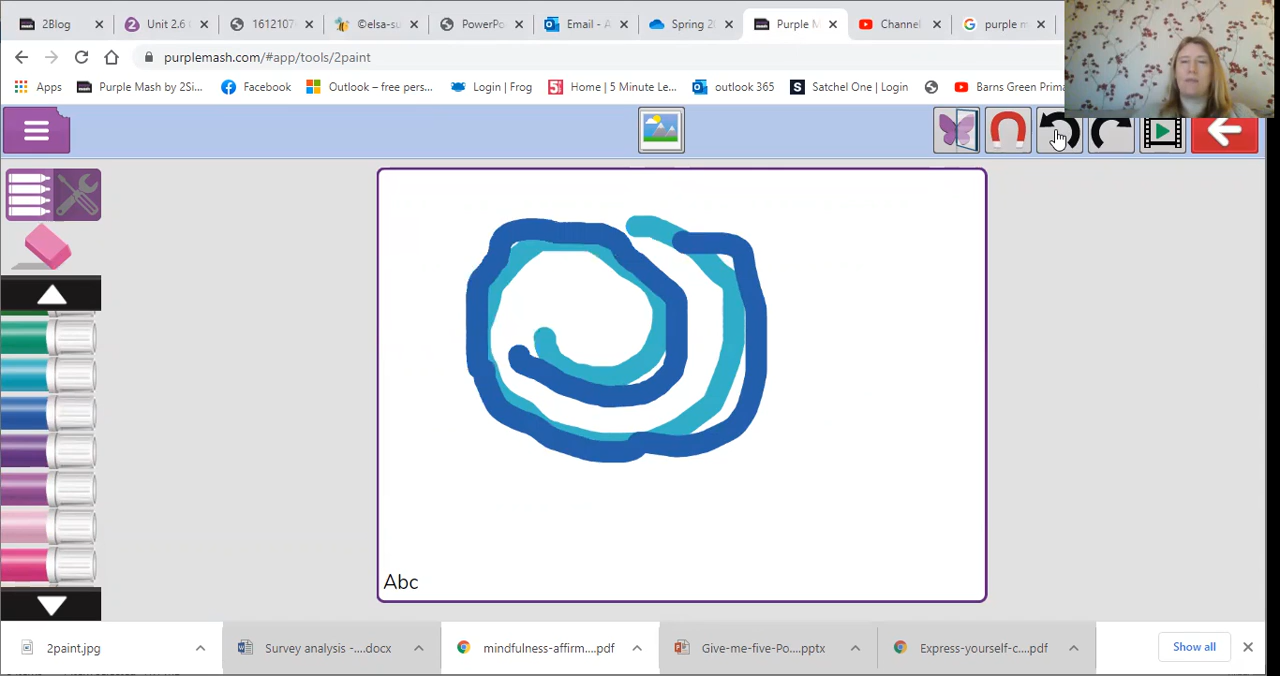 2Blog
Unit 2.6
1612107
©elsa-su
PowerPo
Email - A
Spring 20
Purple M
Channel
purple m
purplemash.com/#app/tools/2paint
Apps
Purple Mash by 2Si...
Facebook
Outlook – free pers...
Login | Frog
Home | 5 Minute Le...
outlook 365
Satchel One | Login
Barns Green Prima
Abc
2paint.jpg
Survey analysis -....docx
mindfulness-affirm....pdf
Give-me-five-Po....pptx
Express-yourself-c....pdf
Show all